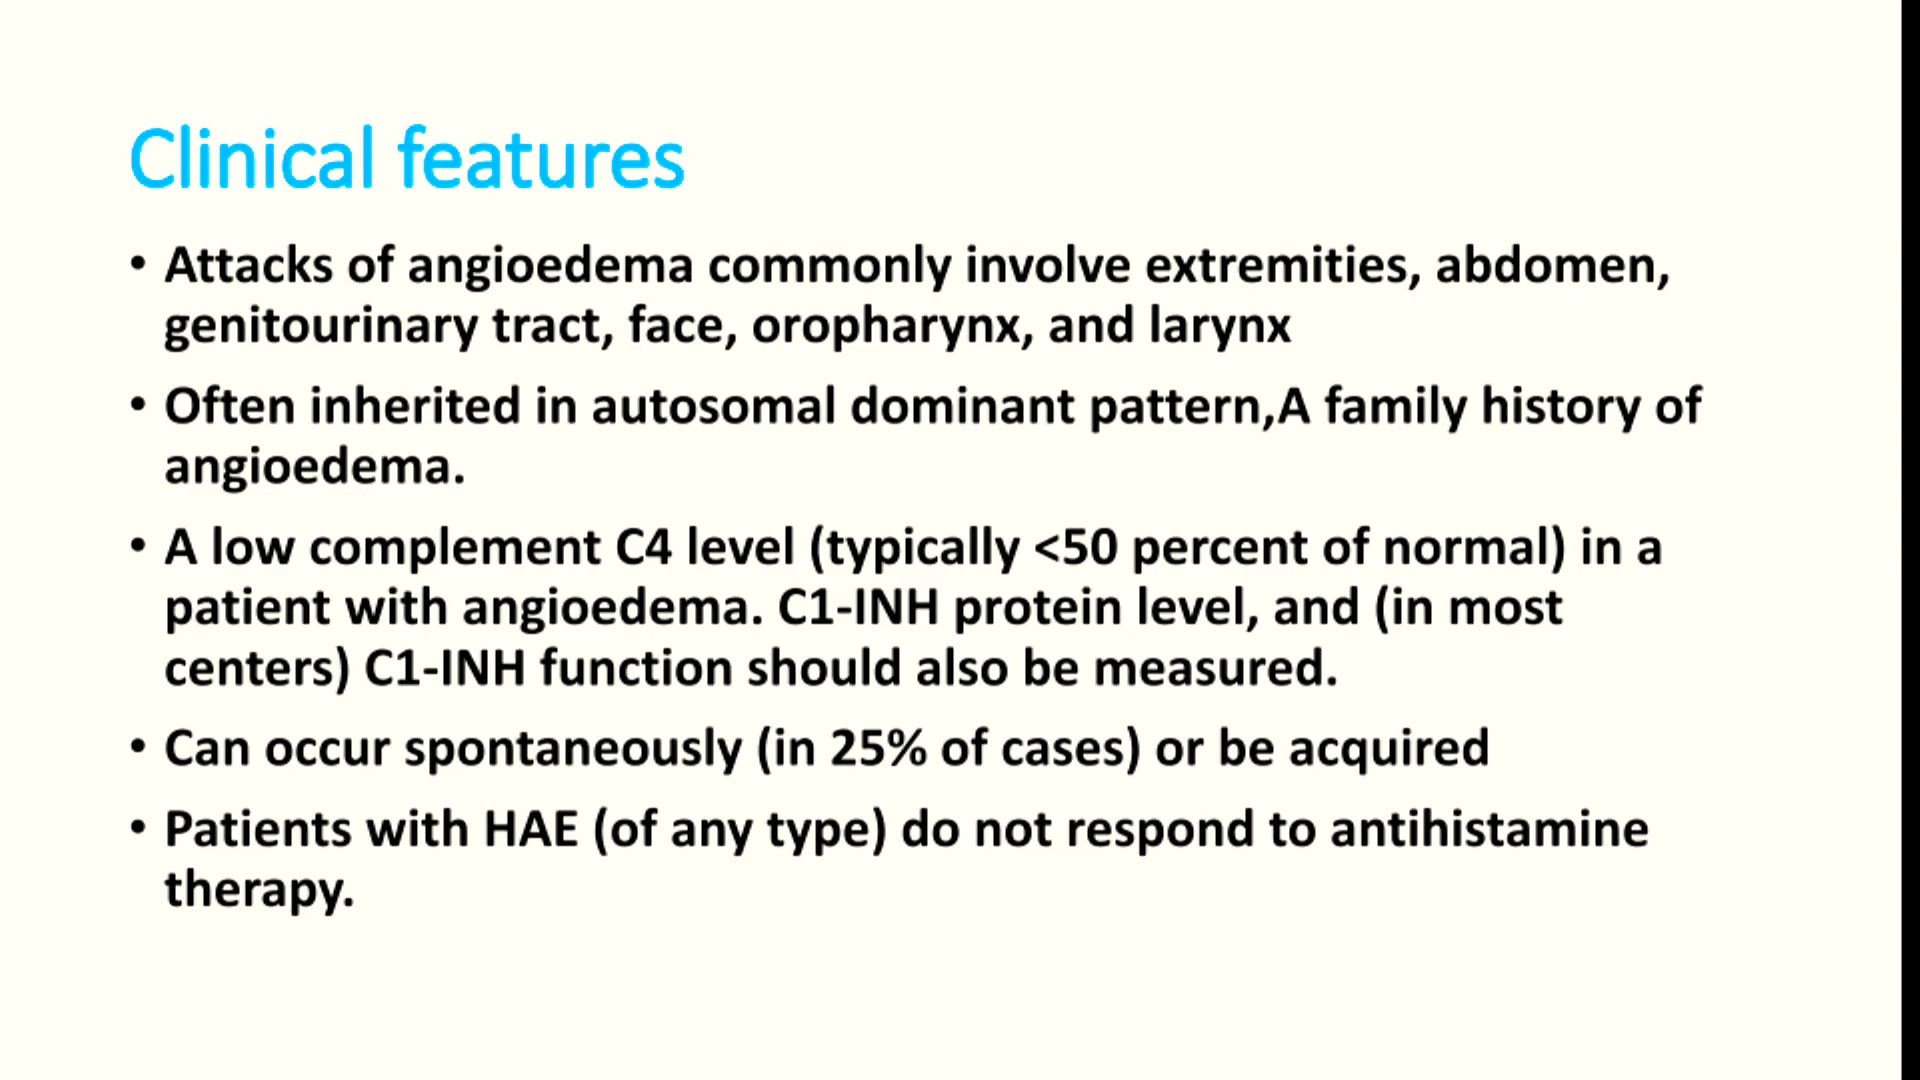 Clinical features
• Attacks of angioedema commonly involve extremities, abdomen,
genitourinary tract, face, oropharynx, and larynx
• Often inherited in autosomal dominant pattern,A family history of
angioedema.
• A low complement C4 level (typically <50 percent of normal) in a
patient with angioedema. C1-INH protein level, and (in most
centers) C1-INH function should also be measured.
• Can occur spontaneously (in 25% of cases) or be acquired
• Patients with HAE (of any type) do not respond to antihistamine
therapy.